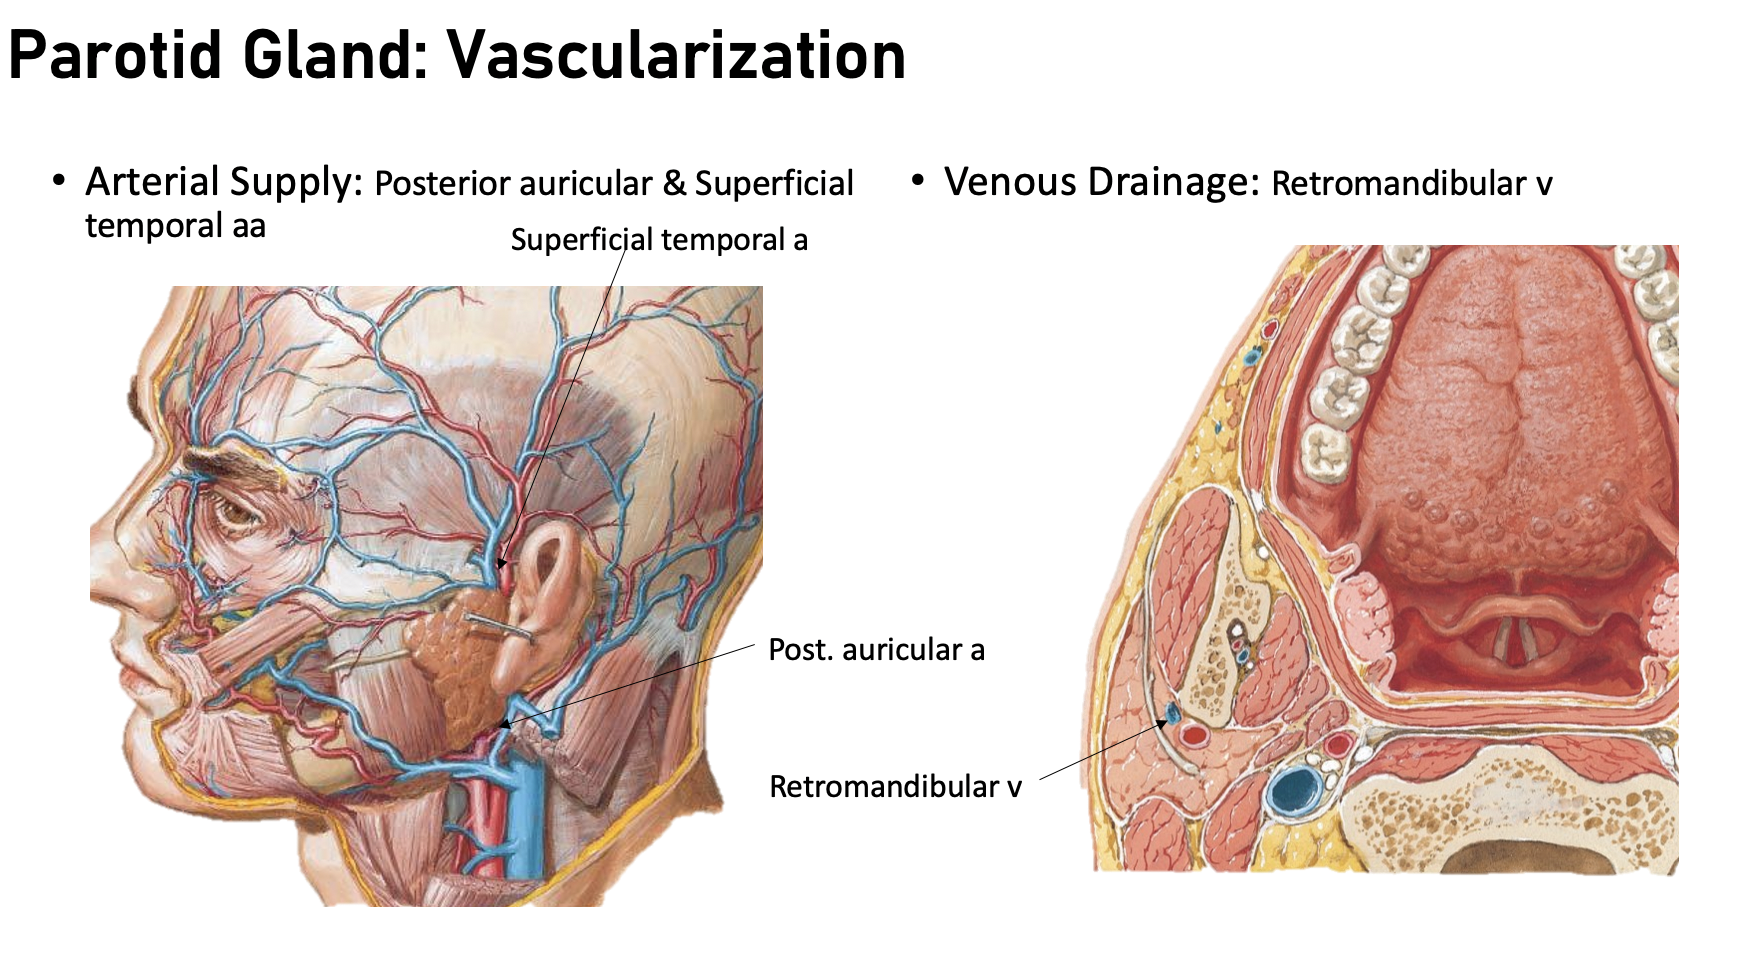 Parotid Gland: Vascularization
• Arterial Supply: Posterior auricular & Superficial
temporal aa
Superficial temporal a
Post. auricular a
• Venous Drainage: Retromandibular v
Retromandibular v